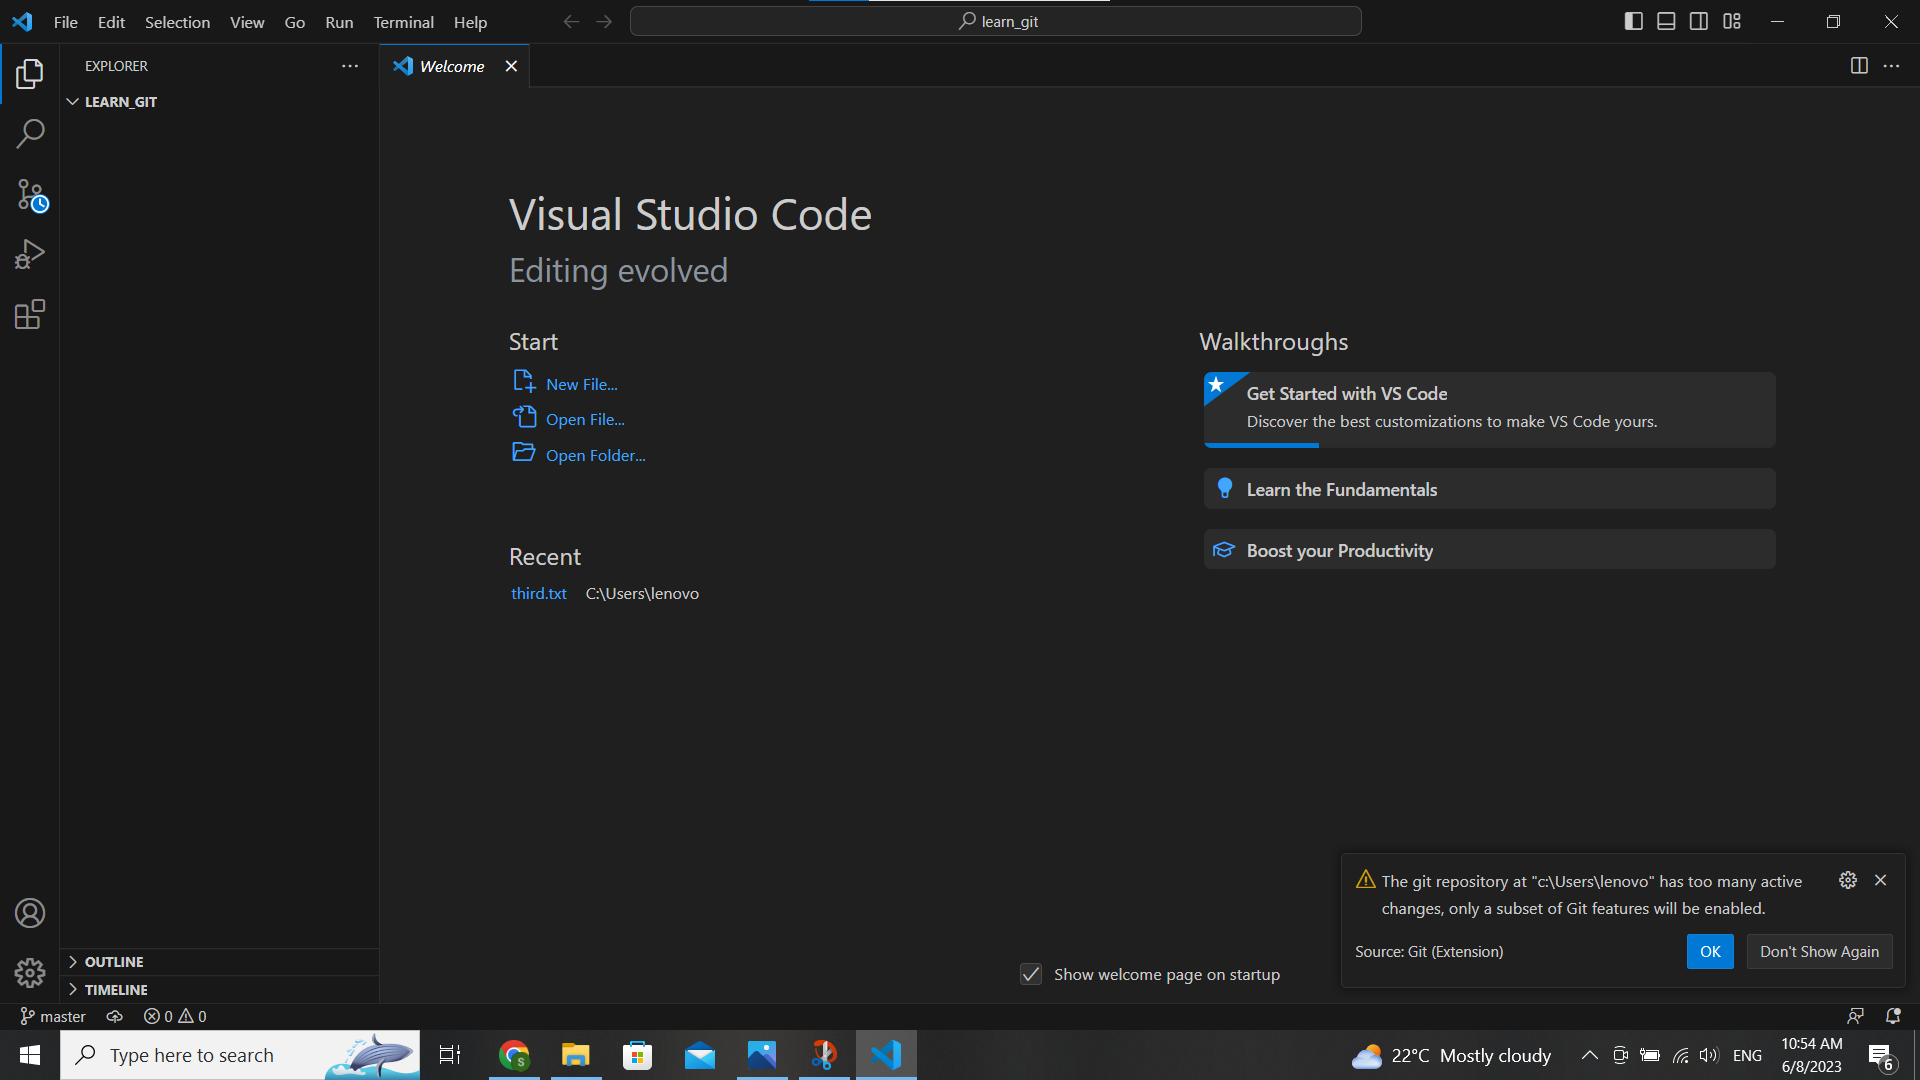 File Edit Selection View Go Run Terminal Help
learn_git
EXPLORER
LEARN_GIT
Welcome
Visual Studio Code
Editing evolved
Start
New File...
Open File...
Open Folder...
Recent
third.txt C:\Users\lenovo
Walkthroughs
Get Started with VS Code
Discover the best customizations to make VS Code yours.
Learn the Fundamentals
Boost your Productivity
The git repository at "c:\Users\lenovo" has too many active
changes, only a subset of Git features will be enabled.
Source: Git (Extension)
OK
Don't Show Again
Show welcome page on startup
OUTLINE
TIMELINE
master 0 0
Type here to search
S
22°C Mostly cloudy
ENG
10:54 AM
6/8/2023
6